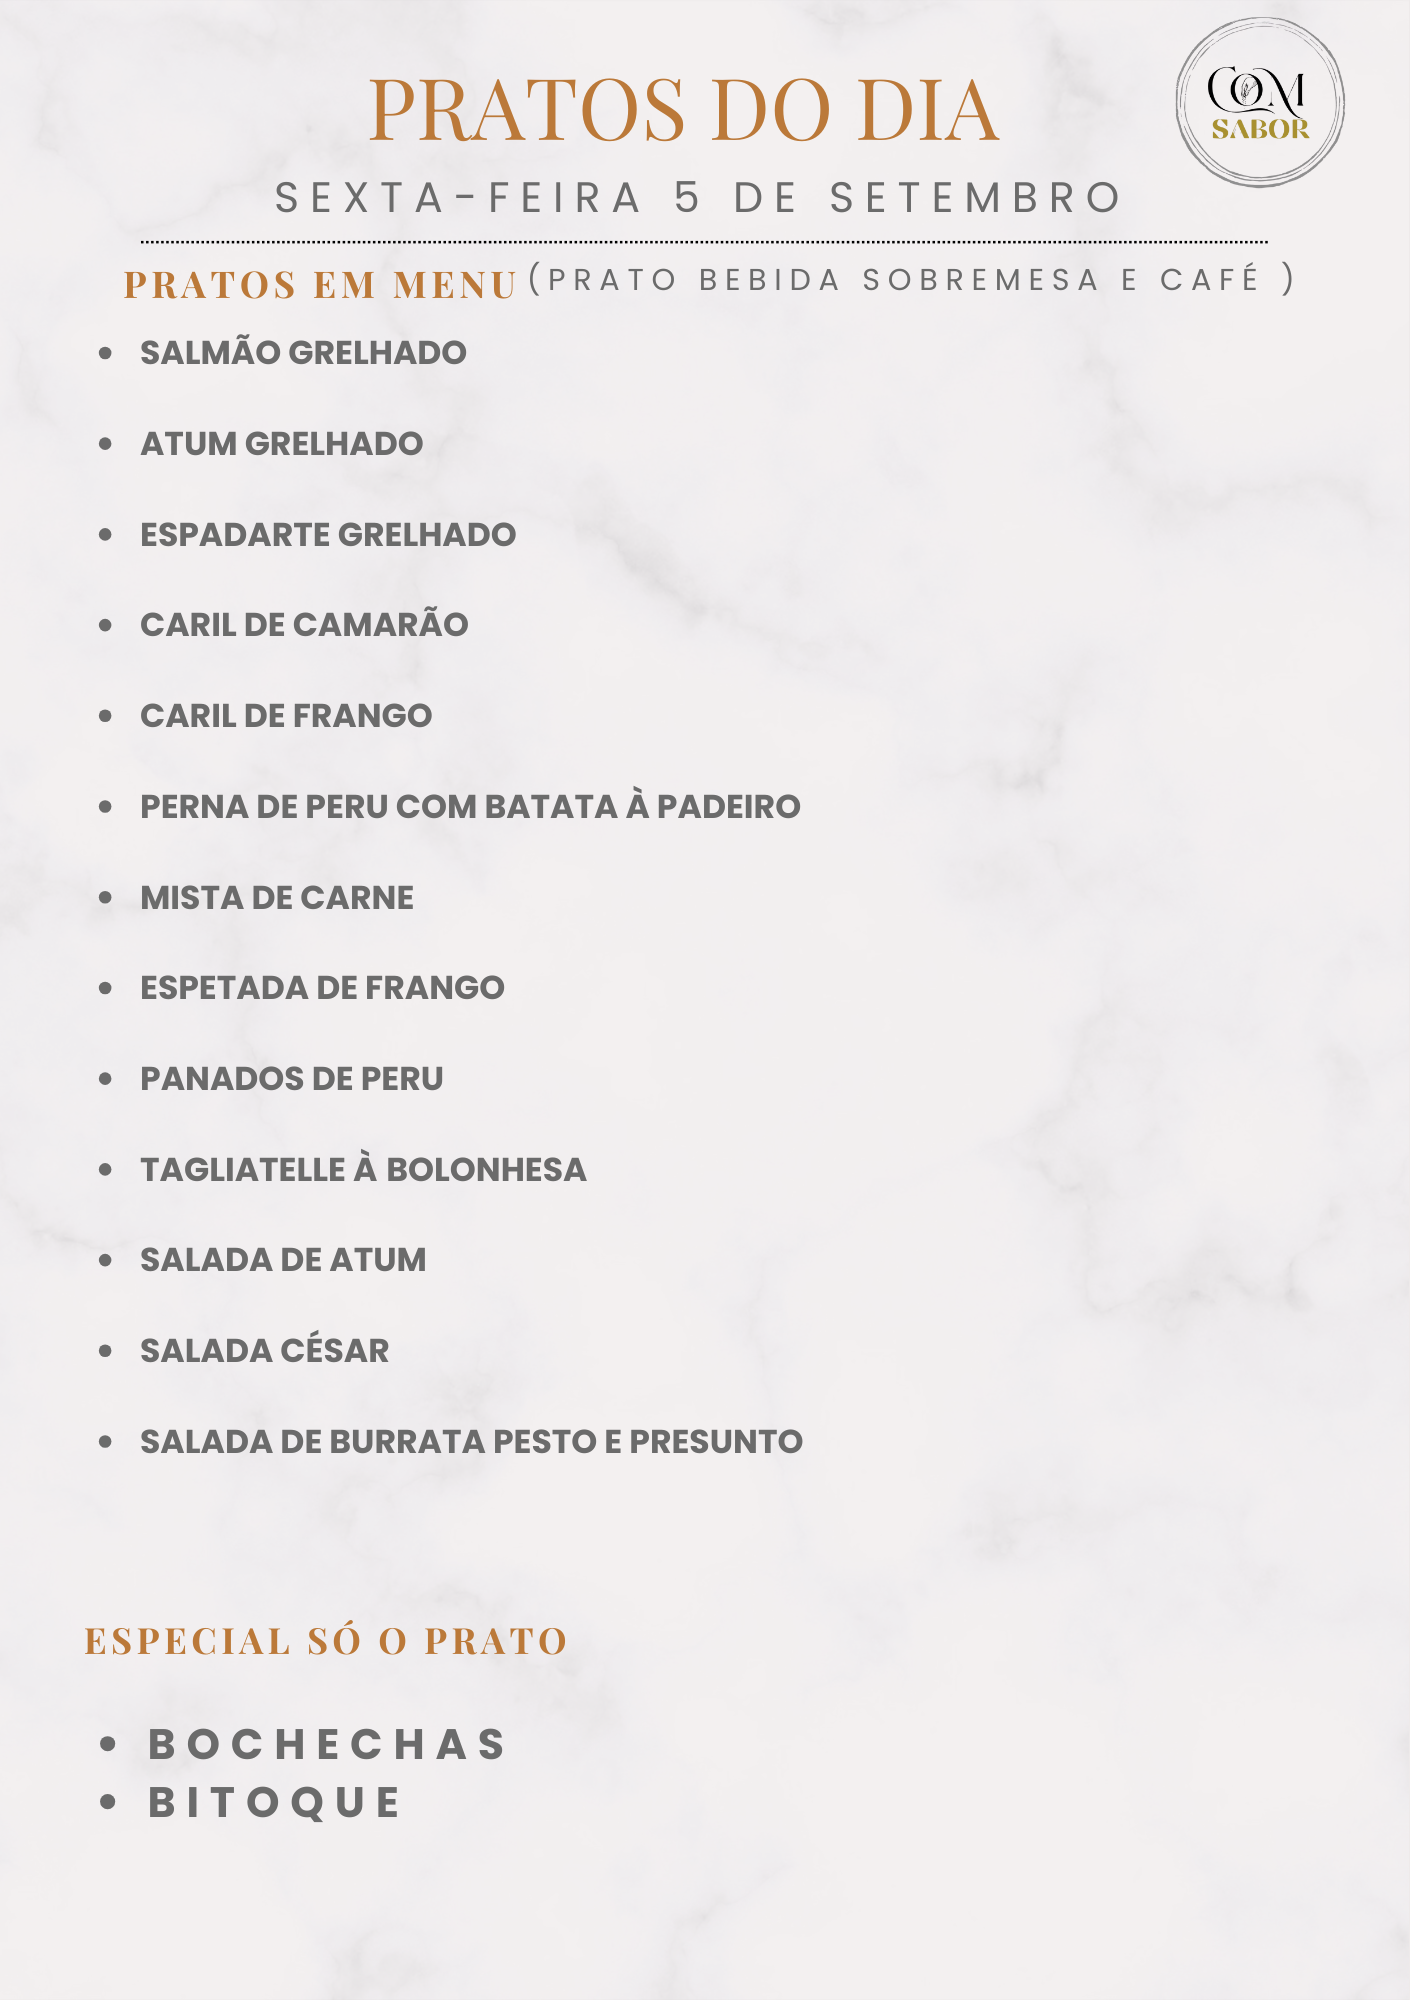 PRATOS DO DIA
COM
SABOR
SEXTA-FEIRA 5 DE SETEMBRO
PRATOS EM MENU (PRATO BEBIDA SOBREMESA E CAFÉ )
• SALMÃO GRELHADO
• ATUM GRELHADO
• ESPADARTE GRELHADO
• CARIL DE CAMARÃO
• CARIL DE FRANGO
• PERNA DE PERU COM BATATA À PADEIRO
• MISTA DE CARNE
• ESPETADA DE FRANGO
• PANADOS DE PERU
• TAGLIATELLE À BOLONHESA
• SALADA DE ATUM
• SALADA CÉSAR
• SALADA DE BURRATA PESTO E PRESUNTO
ESPECIAL SÓ O PRATO
• BOCHECHAS
• BITOQUE